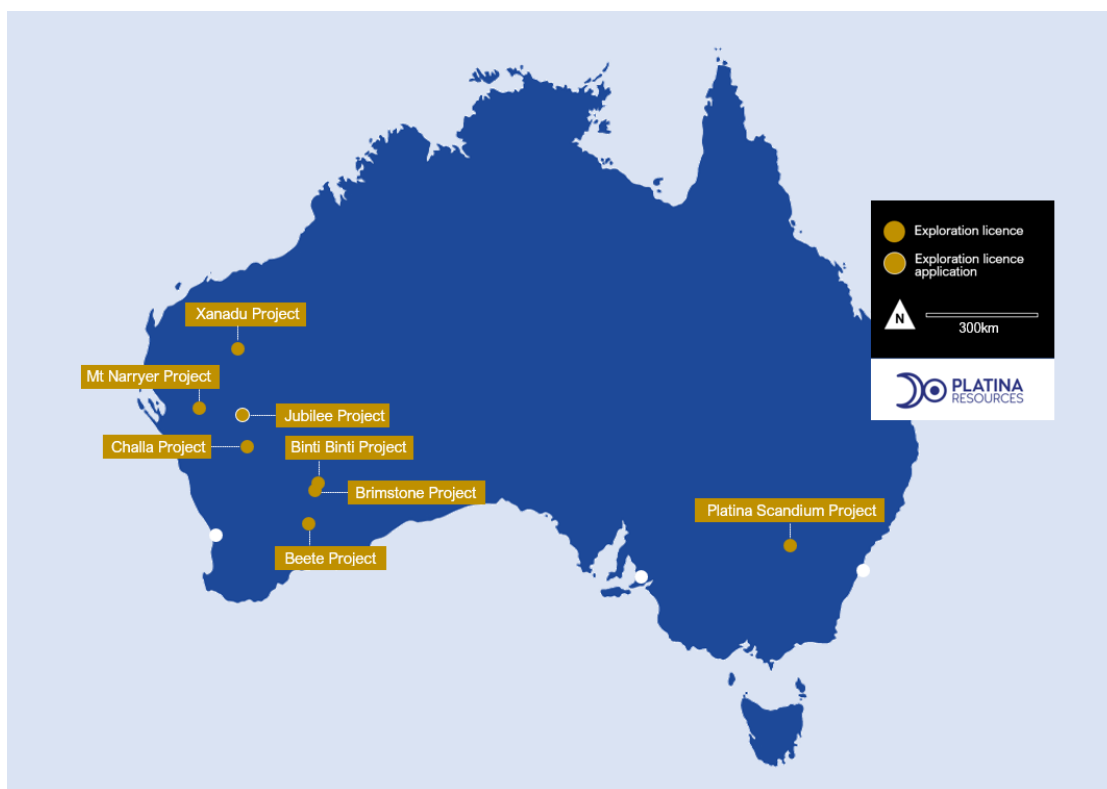 Exploration licence
Exploration licence
application
N
300km
PLATINA
RESOURCES
Xanadu Project
Mt Narryer Project
Jubilee Project
Challa Project
Binti Binti Project
Brimstone Project
Beete Project
Platina Scandium Project